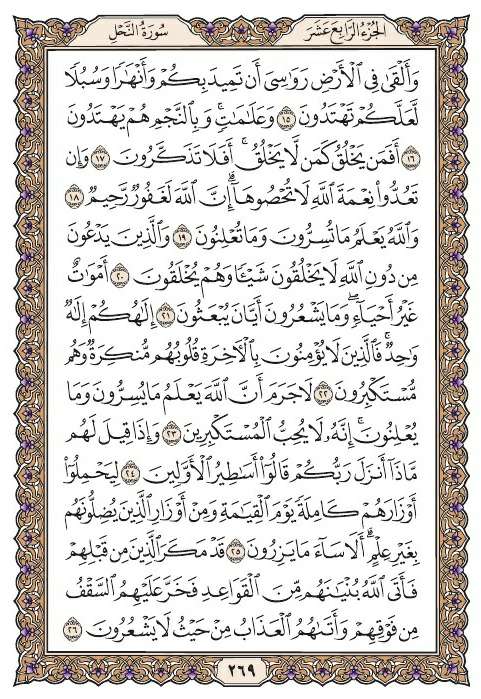 الجزء الرابع عشر
سورة النحل
وَأَلْقَىٰ فِي الْأَرْضِ رَوَاسِيَ أَن تَمِيدَ بِكُمْ وَأَنْهَارًا وَسُبُلًا
لَّعَلَّكُمْ تَهْتَدُونَ ١٥ وَعَلَامَاتٍ ۚ وَبِالنَّجْمِ هُمْ يَهْتَدُونَ
١٦ أَفَمَن يَخْلُقُ كَمَن لَّا يَخْلُقُ ۗ أَفَلَا تَذَكَّرُونَ ١٧ وَإِن
تَعُدُّوا نِعْمَةَ اللَّهِ لَا تُحْصُوهَا ۗ إِنَّ اللَّهَ لَغَفُورٌ رَّحِيمٌ ١٨
وَاللَّهُ يَعْلَمُ مَا تُسِرُّونَ وَمَا تُعْلِنُونَ ١٩ وَالَّذِينَ يَدْعُونَ
مِن دُونِ اللَّهِ لَا يَخْلُقُونَ شَيْئًا وَهُمْ يُخْلَقُونَ ٢٠ أَمْوَاتٌ
غَيْرُ أَحْيَاءٍ ۖ وَمَا يَشْعُرُونَ أَيَّانَ يُبْعَثُونَ ٢١ إِلَٰهُكُمْ إِلَٰهٌ
وَاحِدٌ ۚ فَالَّذِينَ لَا يُؤْمِنُونَ بِالْآخِرَةِ قُلُوبُهُم مُّنكِرَةٌ وَهُم
مُّسْتَكْبِرُونَ ٢٢ لَا جَرَمَ أَنَّ اللَّهَ يَعْلَمُ مَا يُسِرُّونَ وَمَا
يُعْلِنُونَ ۚ إِنَّهُ لَا يُحِبُّ الْمُسْتَكْبِرِينَ ٢٣ وَإِذَا قِيلَ لَهُم
مَّاذَا أَنزَلَ رَبُّكُمْ ۙ قَالُوا أَسَاطِيرُ الْأَوَّلِينَ ٢٤ لِيَحْمِلُوا
أَوْزَارَهُمْ كَامِلَةً يَوْمَ الْقِيَامَةِ ۙ وَمِنْ أَوْزَارِ الَّذِينَ يُضِلُّونَهُم
بِغَيْرِ عِلْمٍ ۗ أَلَا سَاءَ مَا يَزِرُونَ ٢٥ قَدْ مَكَرَ الَّذِينَ مِن قَبْلِهِمْ
فَأَتَى اللَّهُ بُنْيَانَهُم مِّنَ الْقَوَاعِدِ فَخَرَّ عَلَيْهِمُ السَّقْفُ
مِن فَوْقِهِمْ وَأَتَاهُمُ الْعَذَابُ مِنْ حَيْثُ لَا يَشْعُرُونَ ٢٦
٢٦٩